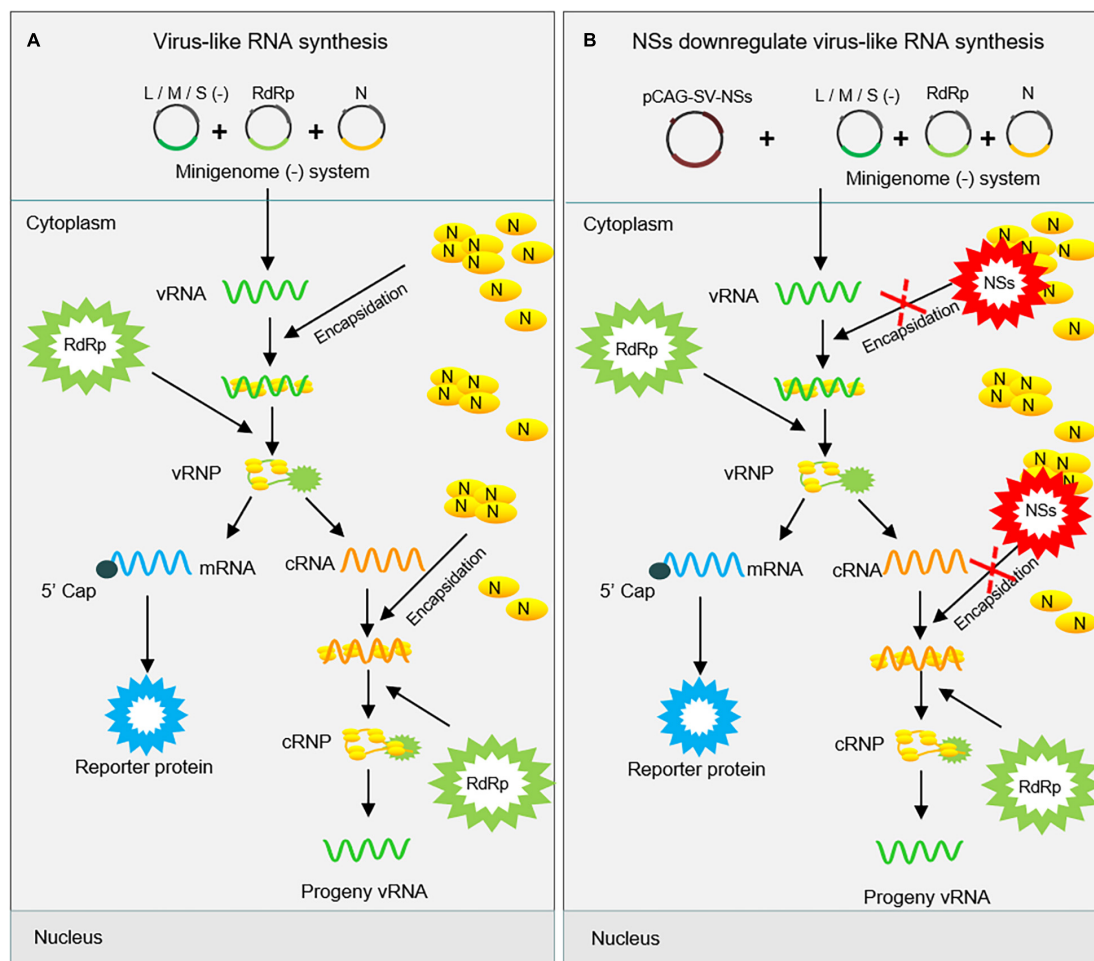 A
Virus-like RNA synthesis
L / M / S (-)
RdRp
N
+
+
Minigenome (-) system
Cytoplasm
N
N
N
N
N
N
N
N
vRNA
Encapsidation
RdRp
N
N
N
N
N
vRNP
N
N
N
N
mRNA
cRNA
5' Cap
Encapsidation
N
N
Reporter protein
cRNP
RdRp
Progeny vRNA
Nucleus
B
NSs downregulate virus-like RNA synthesis
pCAG-SV-NSs
L / M / S (-)
RdRp
N
+
+
+
Minigenome (-) system
Cytoplasm
N
N
N
N
N
N
NSs
N
N
vRNA
Encapsidation
RdRp
N
N
N
N
N
vRNP
N
N
N
NSs
mRNA
cRNA
5' Cap
Encapsidation
N
N
Reporter protein
cRNP
RdRp
Progeny vRNA
Nucleus